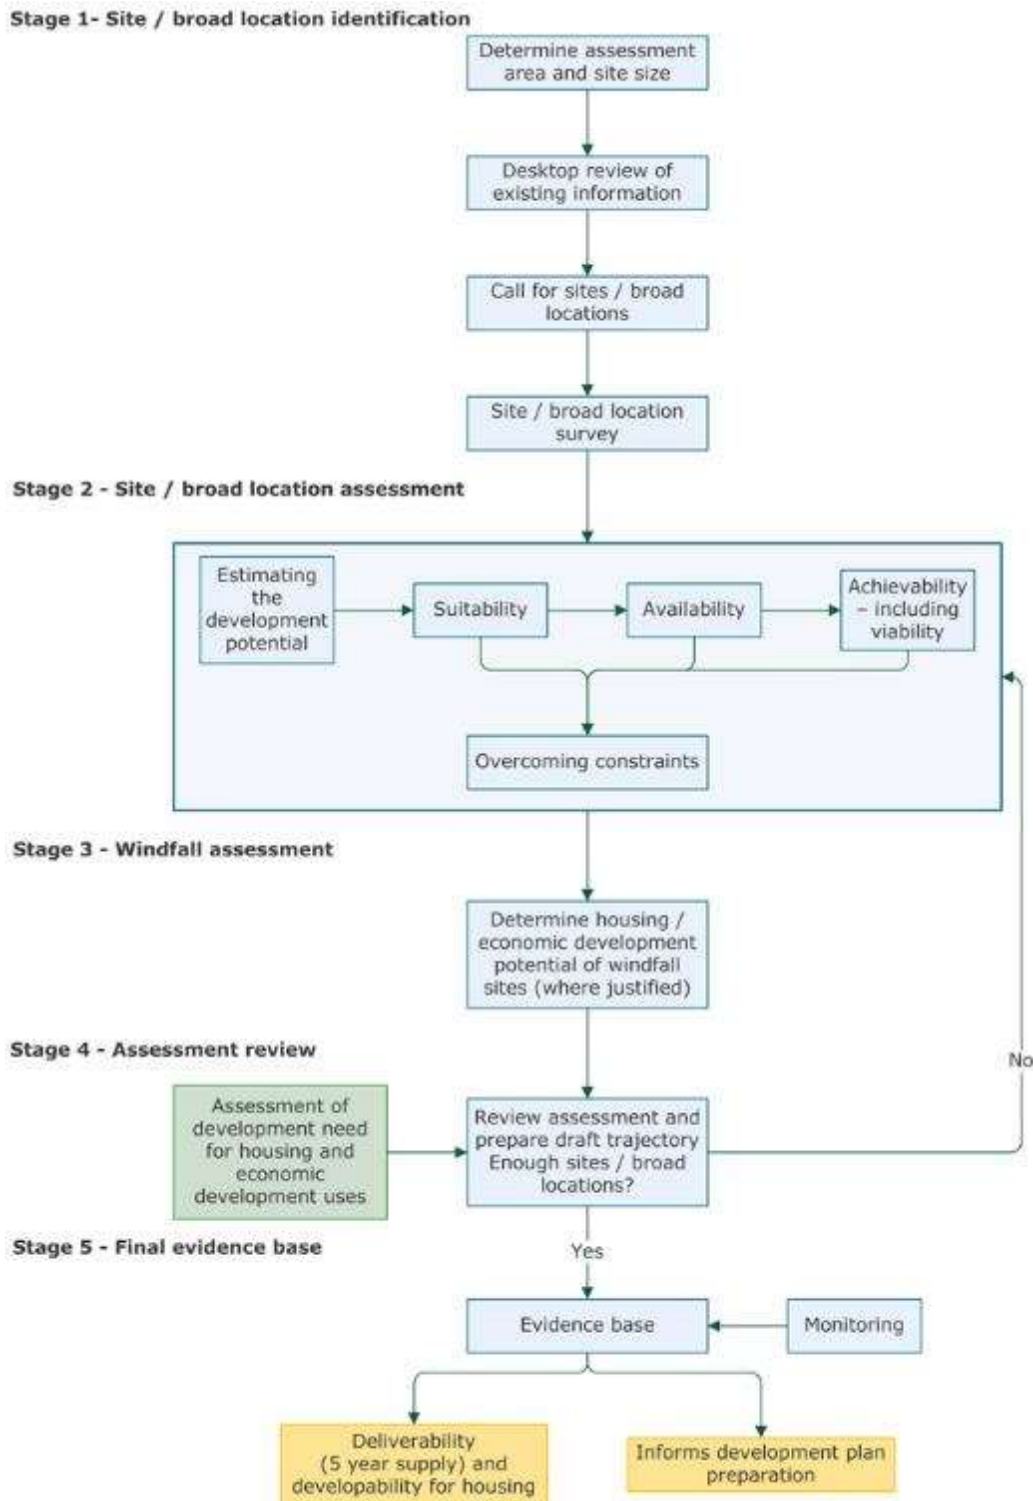 Stage 1- Site / broad location identification
Determine assessment
area and site size
Desktop review of
existing information
Call for sites / broad
locations
Site / broad location
survey
Stage 2 - Site / broad location assessment
Estimating
the
development
potential
Suitability
Availability
Achievability
– including
viability
Overcoming constraints
Stage 3 - Windfall assessment
Determine housing /
economic development
potential of windfall
sites (where justified)
Stage 4 - Assessment review
No
Assessment of
development need
for housing and
economic
development uses
Review assessment and
prepare draft trajectory
Enough sites / broad
locations?
Stage 5 - Final evidence base
Yes
Evidence base
Monitoring
Deliverability
(5 year supply) and
developability for housing
Informs development plan
preparation